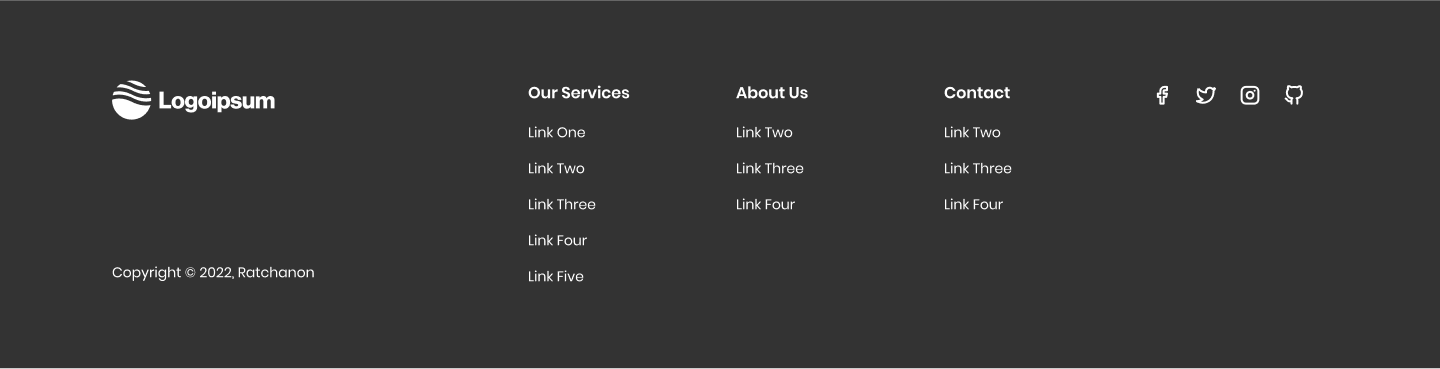 Logoipsum
Copyright © 2022, Ratchanon
Our Services
Link One
Link Two
Link Three
Link Four
Link Five
About Us
Link Two
Link Three
Link Four
Contact
Link Two
Link Three
Link Four